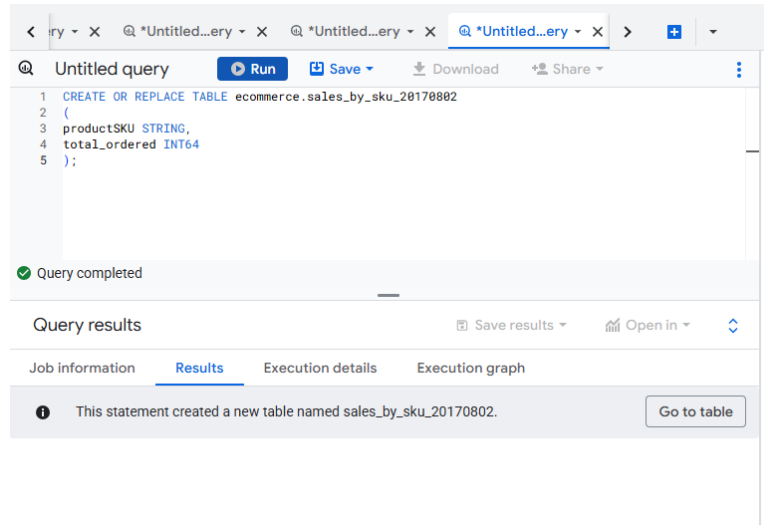 ry
*Untitled...ery
*Untitled...ery
*Untitled...ery
Untitled query
Run
Save
Download
Share
1 CREATE OR REPLACE TABLE ecommerce.sales_by_sku_20170802
2 (
3 productSKU STRING,
4 total_ordered INT64
5 );
Query completed
Query results
Save results
Open in
Job information
Results
Execution details
Execution graph
This statement created a new table named sales_by_sku_20170802.
Go to table